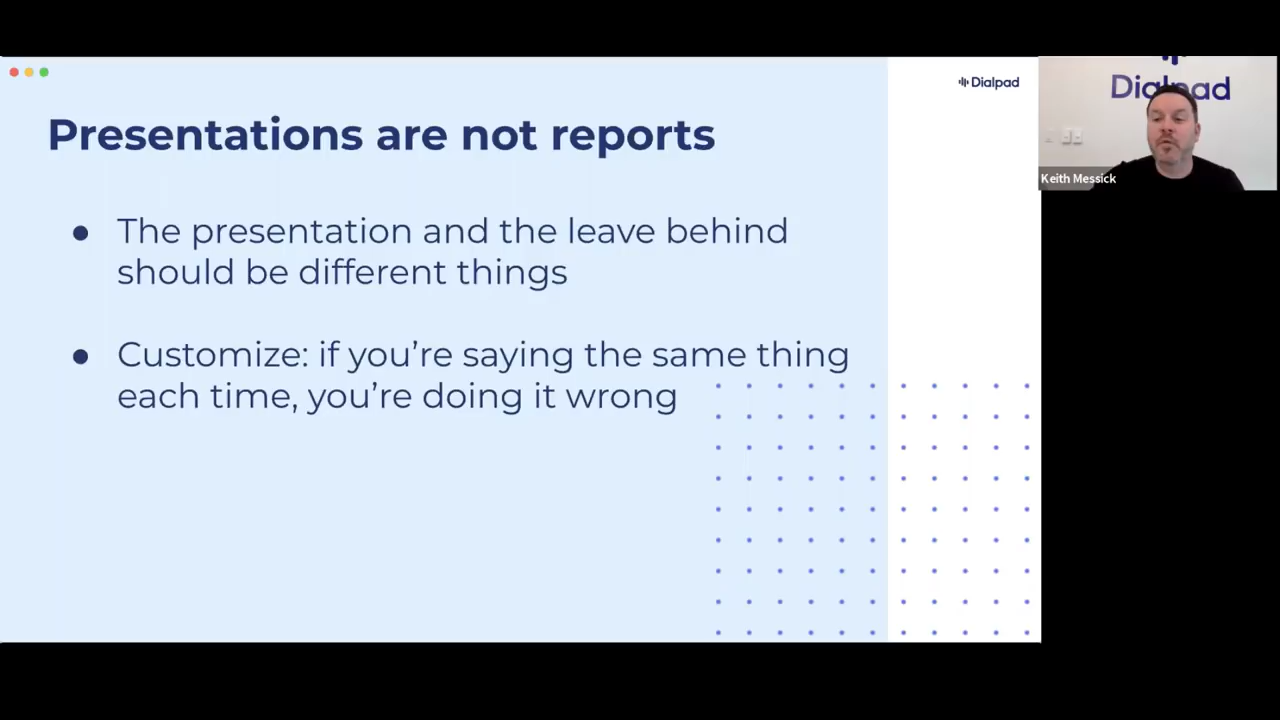 Dialpad
Presentations are not reports
● The presentation and the leave behind
should be different things
● Customize: if you’re saying the same thing
each time, you’re doing it wrong
Dialpad
Keith Messick